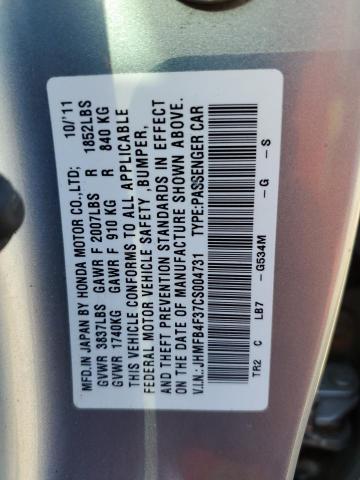 MFD.IN JAPAN BY HONDA MOTOR CO.,LTD; 10/'11
GVWR 3837LBS GAWR F 2007LBS R 1852LBS
GVWR 1740KG GAWR F 910 KG R 840 KG
THIS VEHICLE CONFORMS TO ALL APPLICABLE
FEDERAL MOTOR VEHICLE SAFETY ,BUMPER,
AND THEFT PREVENTION STANDARDS IN EFFECT
ON THE DATE OF MANUFACTURE SHOWN ABOVE.
V.I.N.:JHMFB4F37CS004731 TYPE:PASSENGER CAR
TR2 C LB7 -G534M -G -S